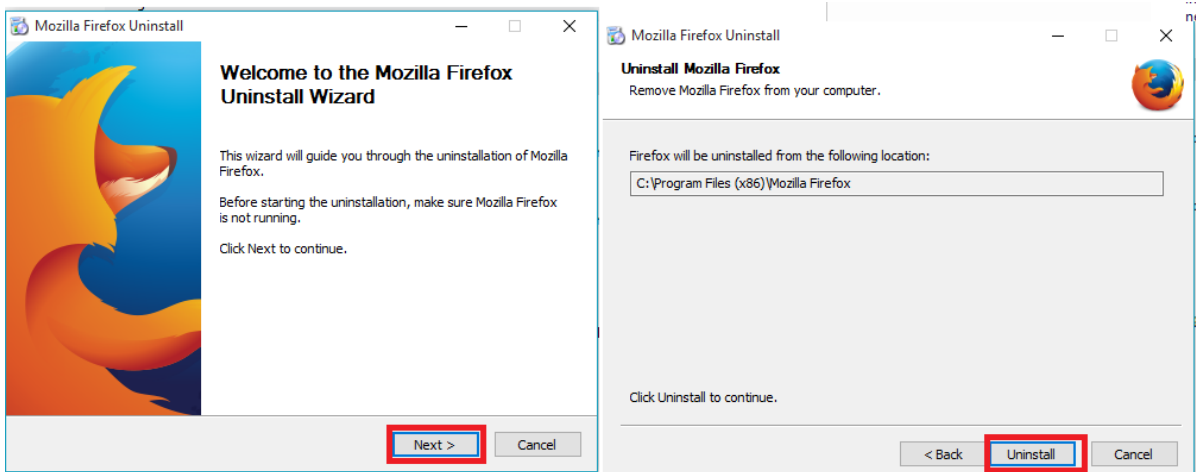 Mozilla Firefox Uninstall
Welcome to the Mozilla Firefox
Uninstall Wizard
This wizard will guide you through the uninstallation of Mozilla
Firefox.
Before starting the uninstallation, make sure Mozilla Firefox
is not running.
Click Next to continue.
Next >
Cancel
Mozilla Firefox Uninstall
Uninstall Mozilla Firefox
Remove Mozilla Firefox from your computer.
Firefox will be uninstalled from the following location:
C:\Program Files (x86)\Mozilla Firefox
Click Uninstall to continue.
< Back
Uninstall
Cancel